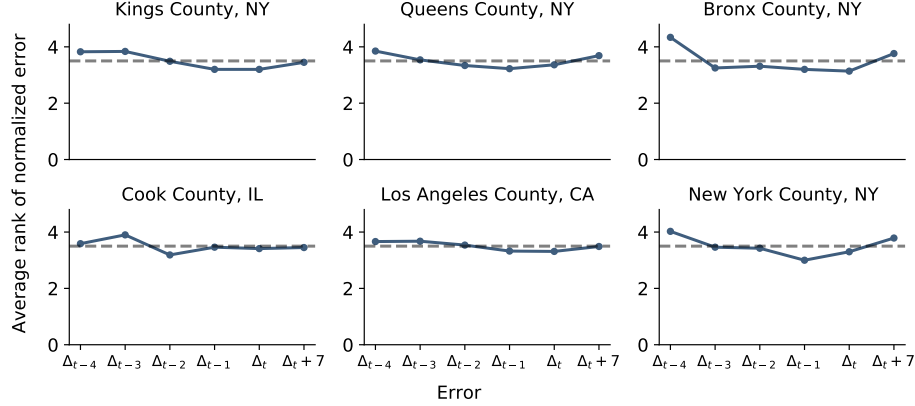 Kings County, NY
Queens County, NY
Bronx County, NY
Average rank of normalized error
4
2
0
4
2
0
4
2
0
Cook County, IL
Los Angeles County, CA
New York County, NY
4
2
0
4
2
0
4
2
0
Δt−4 Δt−3 Δt−2 Δt−1 Δt Δt + 7
Δt−4 Δt−3 Δt−2 Δt−1 Δt Δt + 7
Δt−4 Δt−3 Δt−2 Δt−1 Δt Δt + 7
Error